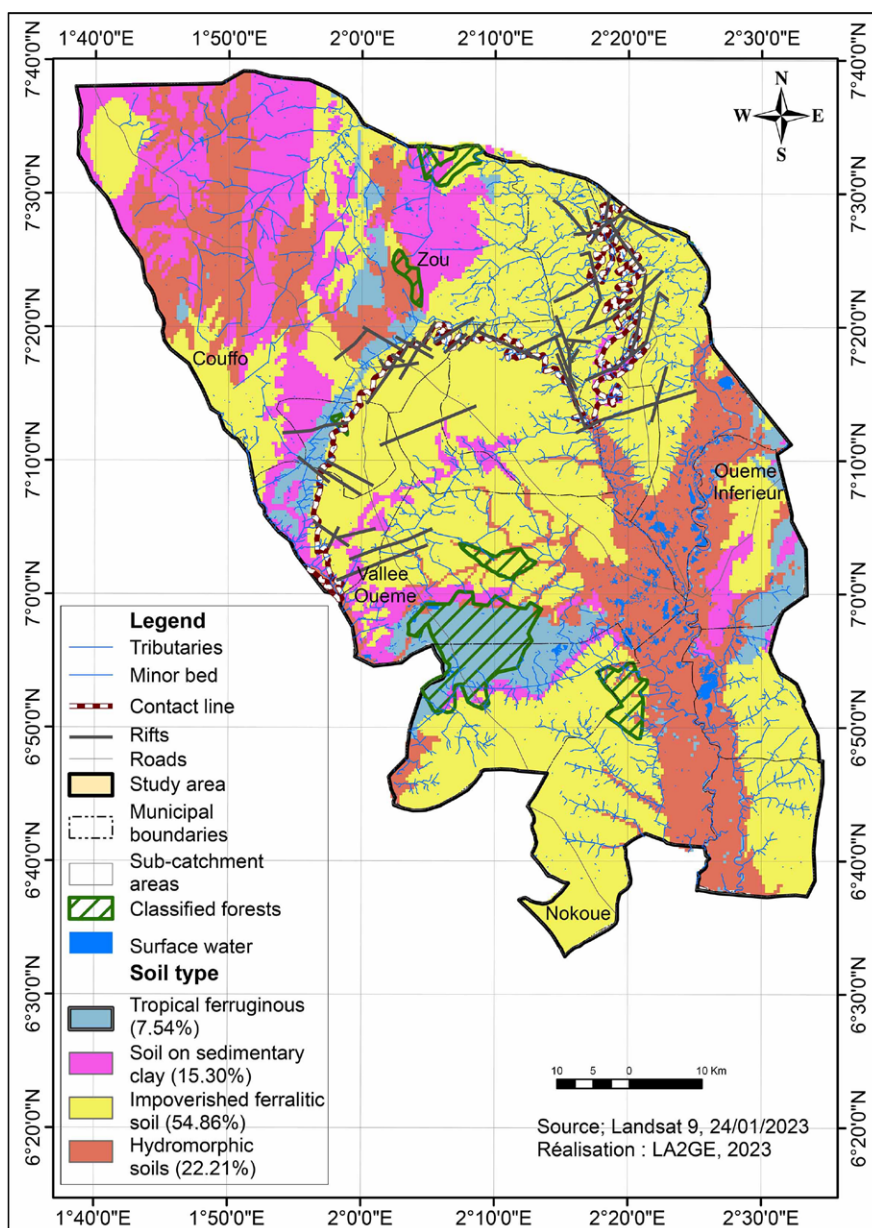 1°40'0"E 1°50'0"E 2°0'0"E 2°10'0"E 2°20'0"E 2°30'0"E
7°40'0"N 7°40'0"N
N
W E
S
7°30'0"N 7°30'0"N
Zou
7°20'0"N 7°20'0"N
Couffo
7°10'0"N 7°10'0"N
Oueme
Inferieur
Vallee
Oueme
7°0'0"N 7°0'0"N
6°50'0"N 6°50'0"N
6°40'0"N 6°40'0"N
Nokoue
6°30'0"N 6°30'0"N
6°20'0"N 6°20'0"N
Legend
Tributaries
Minor bed
Contact line
Rifts
Roads
Study area
Municipal
boundaries
Sub-catchment
areas
Classified forests
Surface water
Soil type
Tropical ferruginous
(7.54%)
Soil on sedimentary
clay (15.30%)
Impoverished ferralitic
soil (54.86%)
Hydromorphic
soils (22.21%)
10 5 0 10 Km
Source; Landsat 9, 24/01/2023
Réalisation : LA2GE, 2023
1°40'0"E 1°50'0"E 2°0'0"E 2°10'0"E 2°20'0"E 2°30'0"E